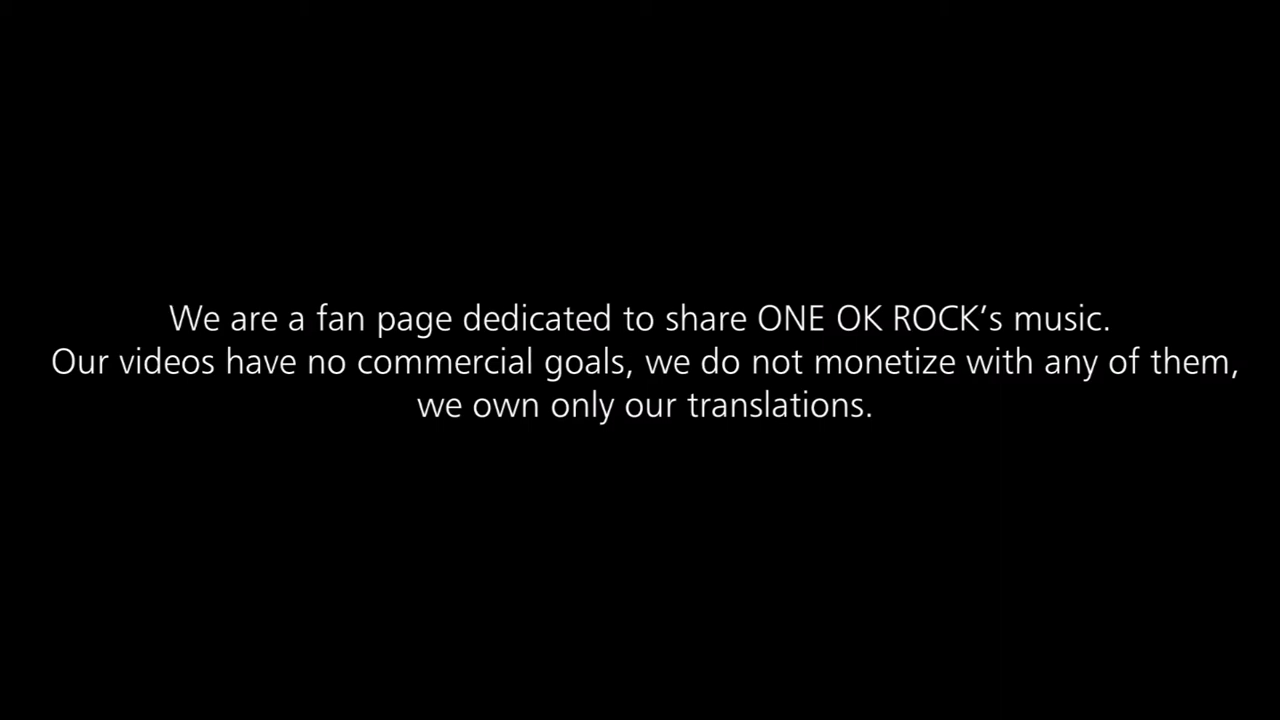 We are a fan page dedicated to share ONE OK ROCK‘s music.
Our videos have no commercial goals, we do not monetize with any of them,
we own only our translations.